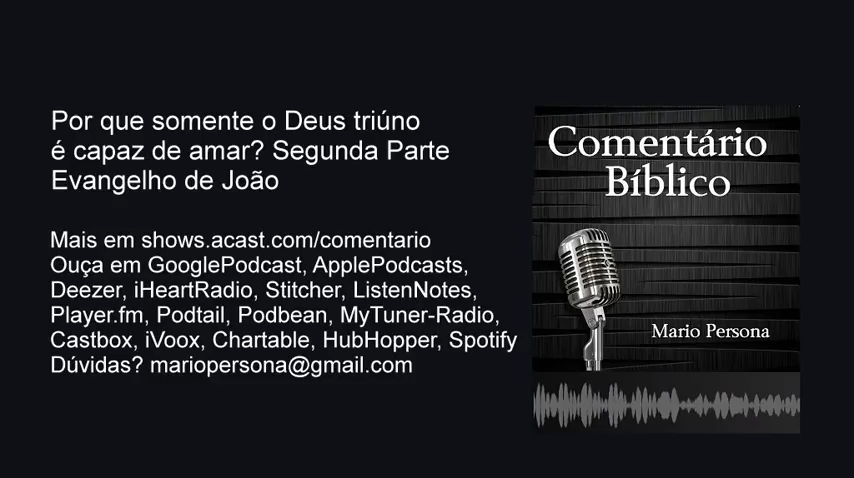 Por que somente o Deus triúno
é capaz de amar? Segunda Parte
Evangelho de João
Mais em shows.acast.com/comentario
Ouça em GooglePodcast, ApplePodcasts,
Deezer, iHeartRadio, Stitcher, ListenNotes,
Player.fm, Podtail, Podbean, MyTuner-Radio,
Castbox, iVoox, Chartable, HubHopper, Spotify
Dúvidas? mariopersona@gmail.com
Comentário
Bíblico
Mario Persona